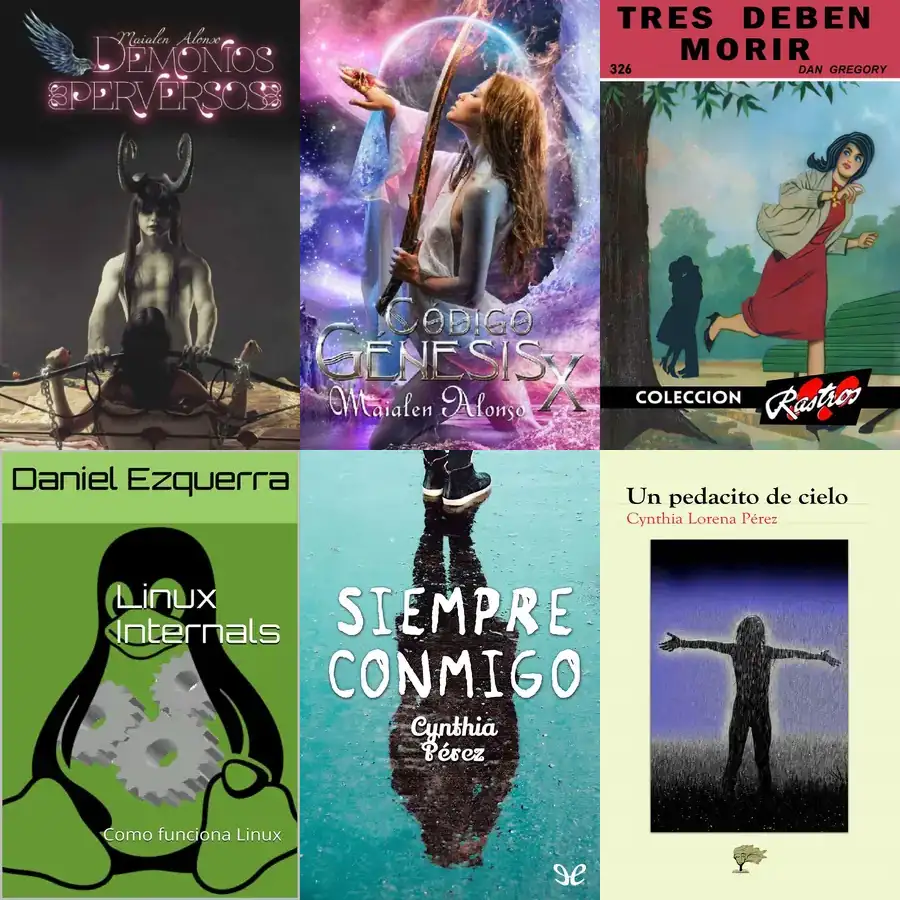 Maialen Alonso
DEMONIOS
PERVERSOS
CÓDIGO
GENESIS X
Maialen Alonso
TRES DEBEN
MORIR
326
DAN GREGORY
COLECCION Rastros
Daniel Ezquerra
Linux
Internals
Como funciona Linux
SIEMPRE
CONMIGO
Cynthia
Pérez
Un pedacito de cielo
Cynthia Lorena Pérez